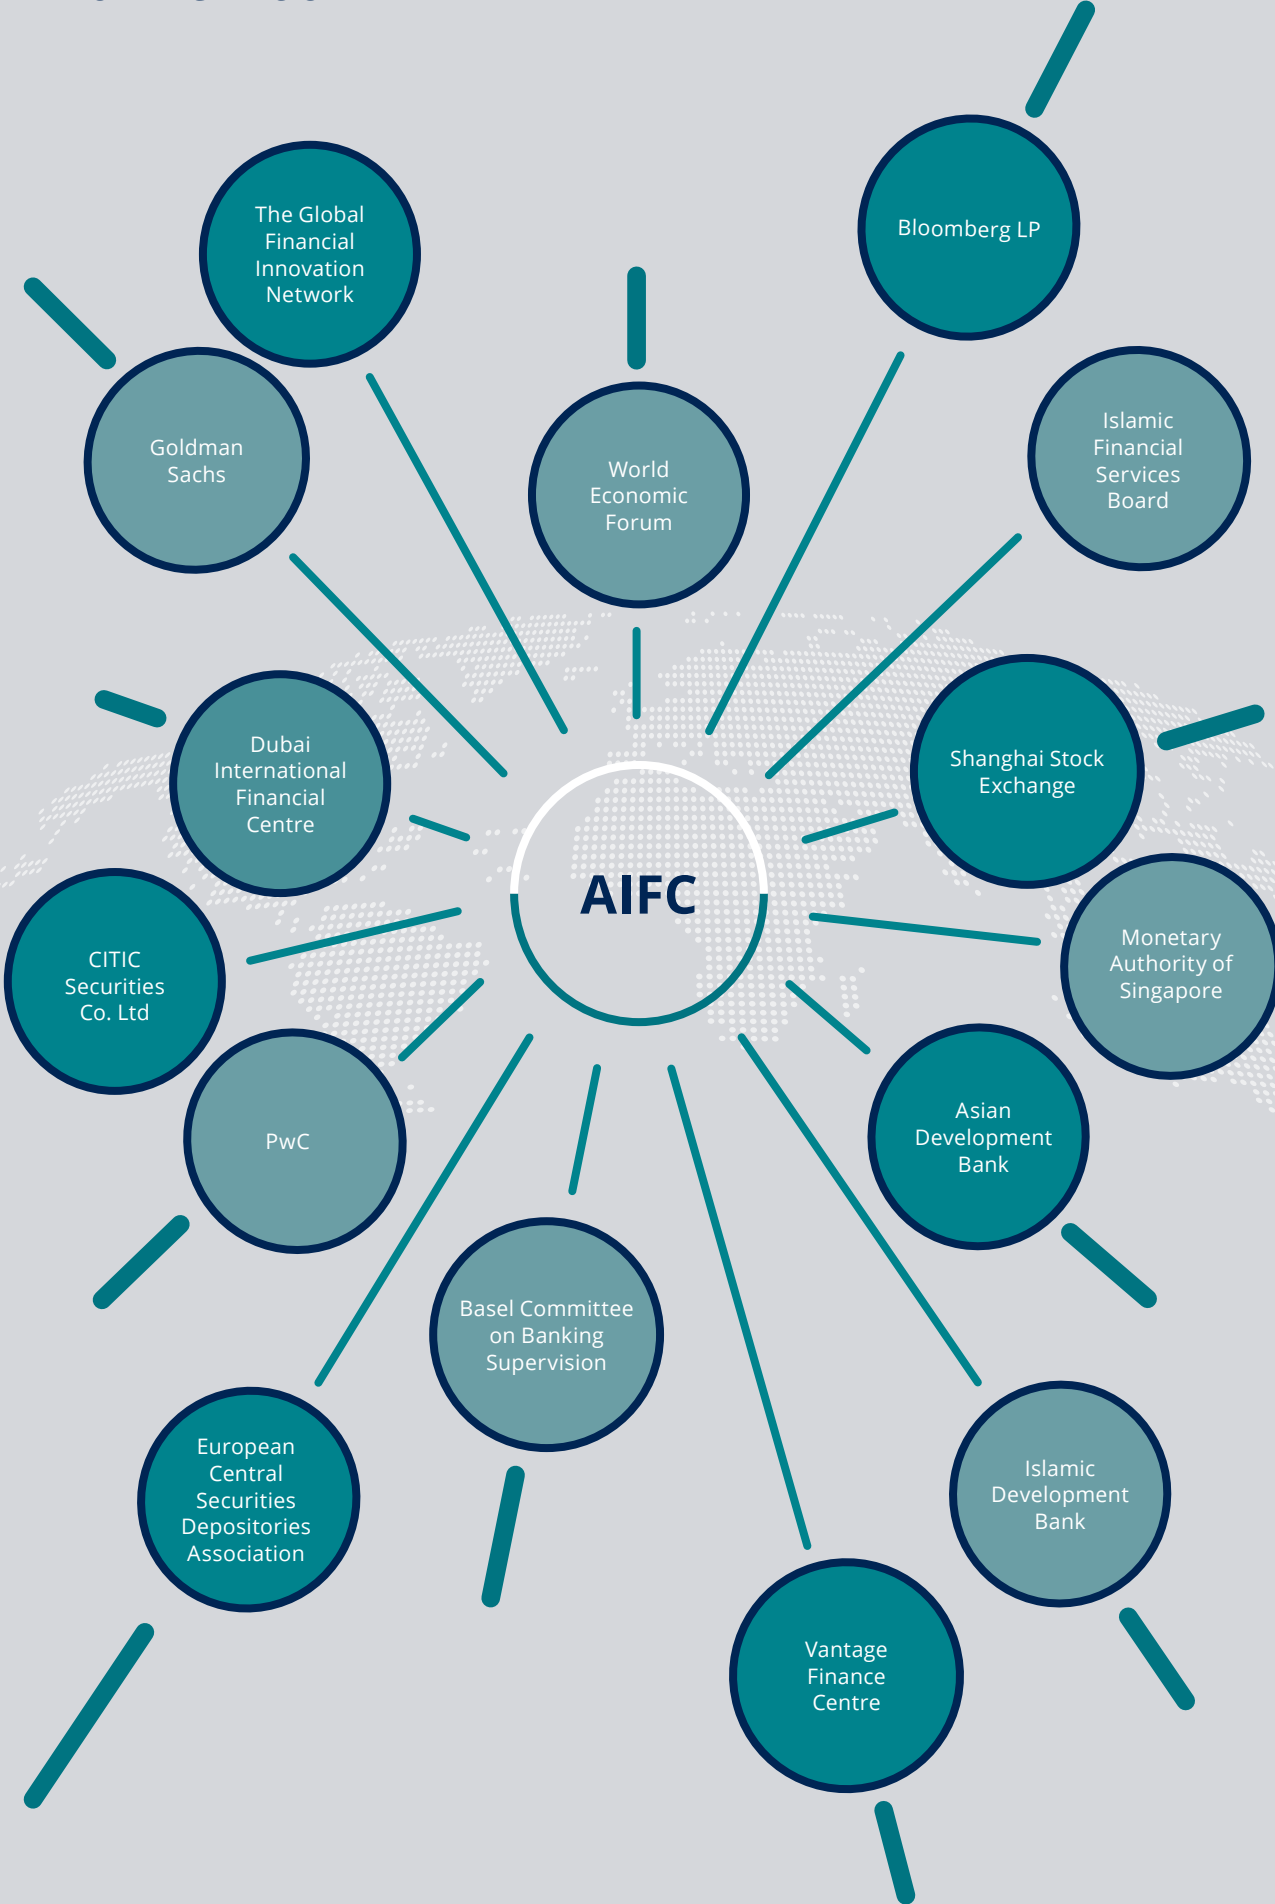 The Global
Financial
Innovation
Network
Bloomberg LP
Goldman
Sachs
World
Economic
Forum
Islamic
Financial
Services
Board
Dubai
International
Financial
Centre
Shanghai Stock
Exchange
AIFC
CITIC
Securities
Co. Ltd
Monetary
Authority of
Singapore
PwC
Asian
Development
Bank
Basel Committee
on Banking
Supervision
European
Central
Securities
Depositories
Association
Islamic
Development
Bank
Vantage
Finance
Centre